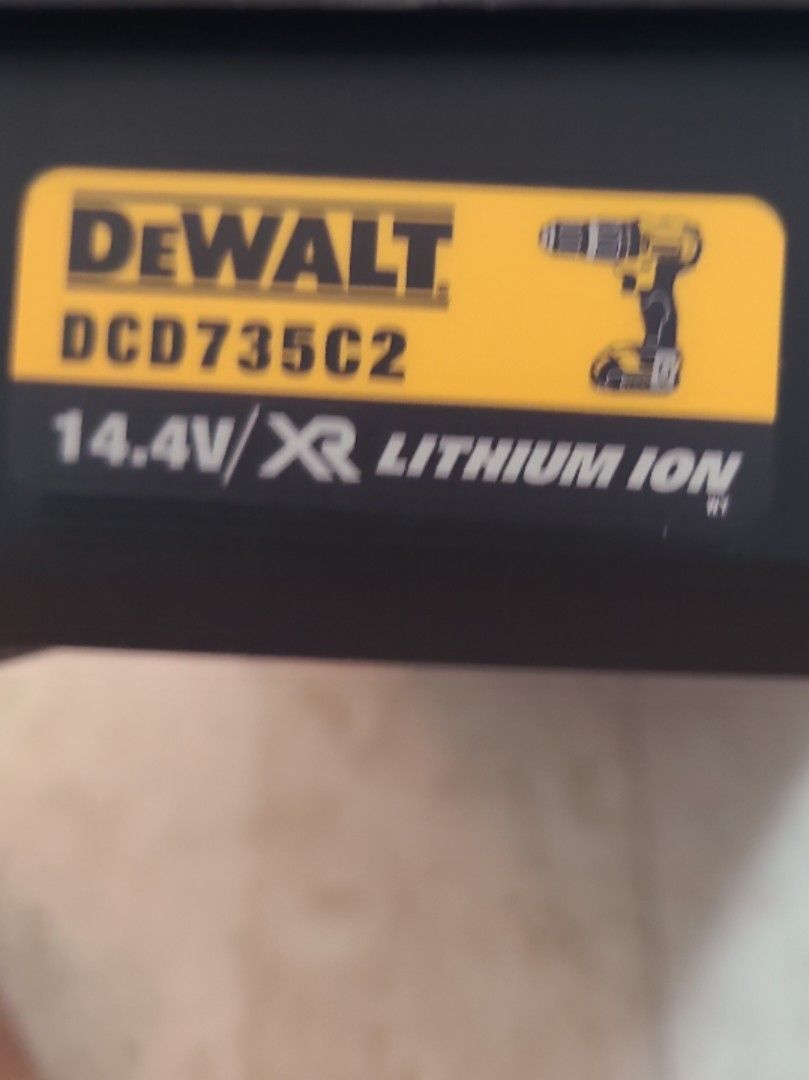 DEWALT
DCD735C2
14.4V/XR LITHIUM ION